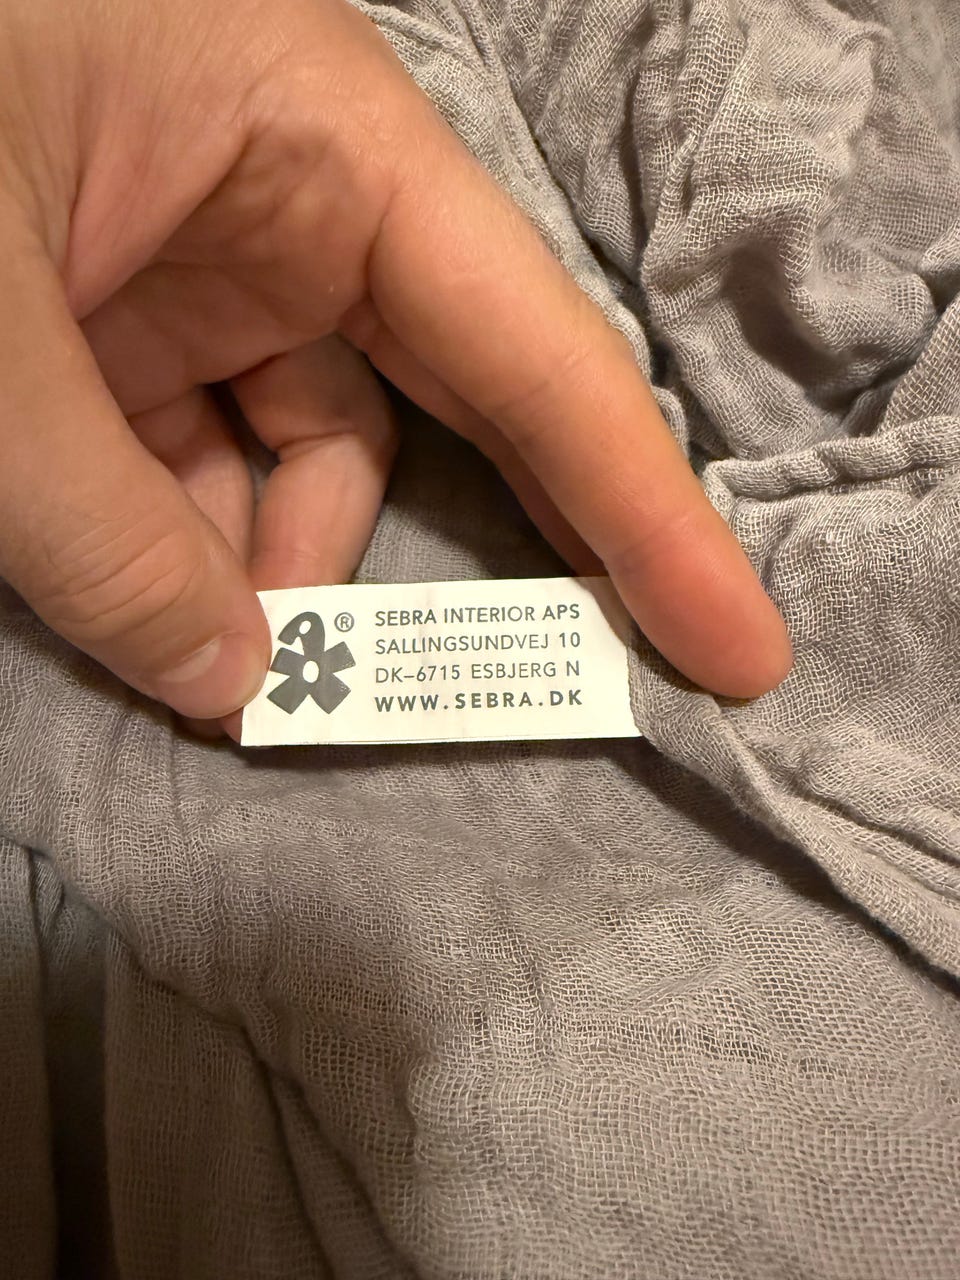 ®
SEBRA INTERIOR APS
SALLINGSUNDVEJ 10
DK–6715 ESBJERG N
WWW.SEBRA.DK